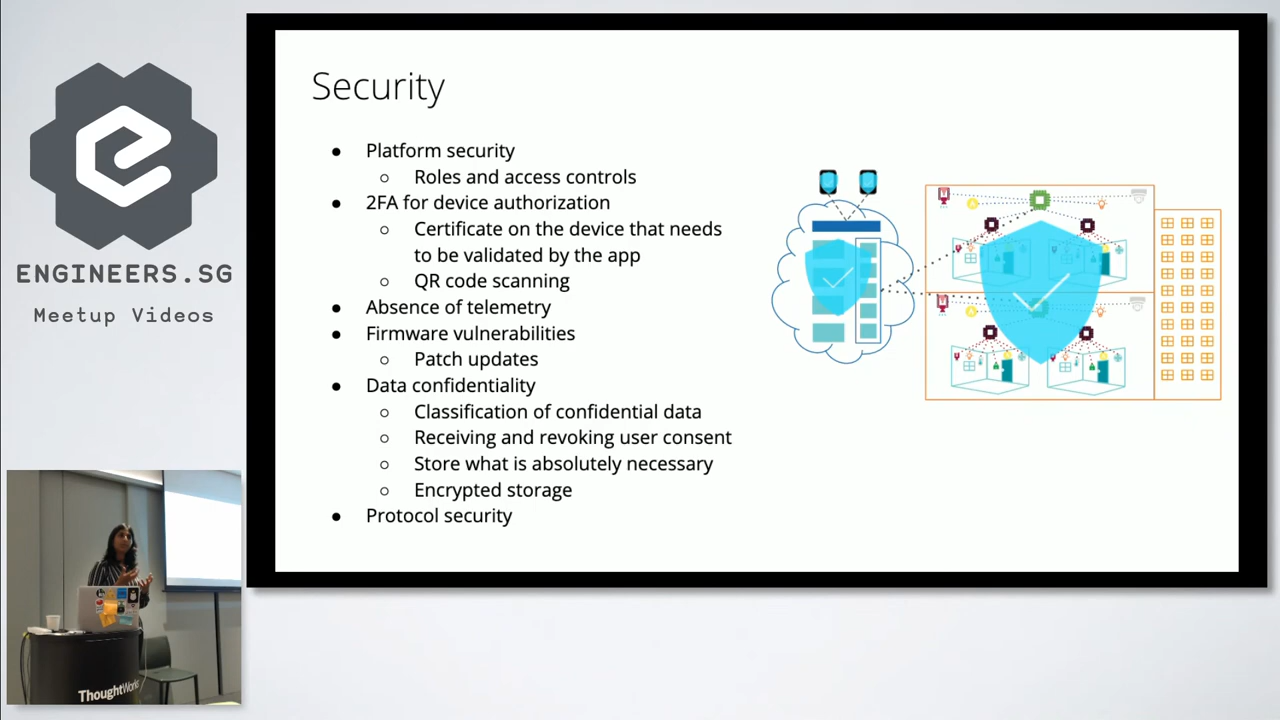 ENGINEERS.SG
Meetup Videos
Security
● Platform security
○ Roles and access controls
● 2FA for device authorization
○ Certificate on the device that needs
to be validated by the app
○ QR code scanning
● Absence of telemetry
● Firmware vulnerabilities
○ Patch updates
● Data confidentiality
○ Classification of confidential data
○ Receiving and revoking user consent
○ Store what is absolutely necessary
○ Encrypted storage
● Protocol security
ThoughtWorks